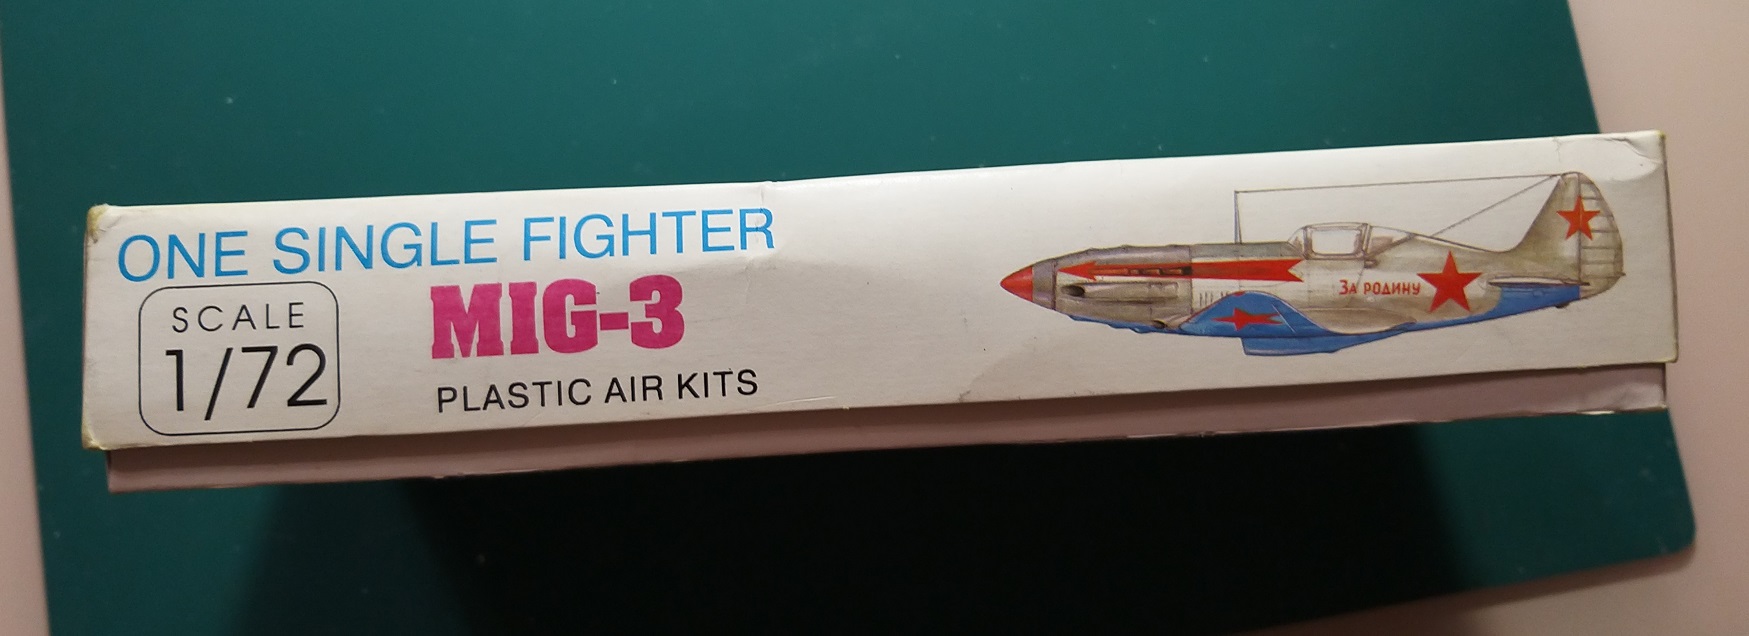 ONE SINGLE FIGHTER
SCALE
1/72
MIG-3
PLASTIC AIR KITS
ЗА РОДИНУ